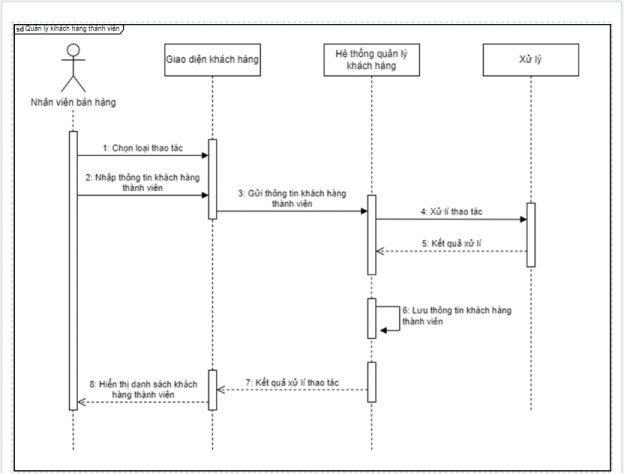 sd Quản lý khách hàng thành viên
Giao diện khách hàng
Hệ thống quản lý
khách hàng
Xử lý
Nhân viên bán hàng
1: Chọn loại thao tác
2: Nhập thông tin khách hàng
thành viên
3: Gửi thông tin khách hàng
thành viên
4: Xử lí thao tác
5: Kết quả xử lí
6: Lưu thông tin khách hàng
thành viên
7: Kết quả xử lí thao tác
8: Hiển thị danh sách khách
hàng thành viên